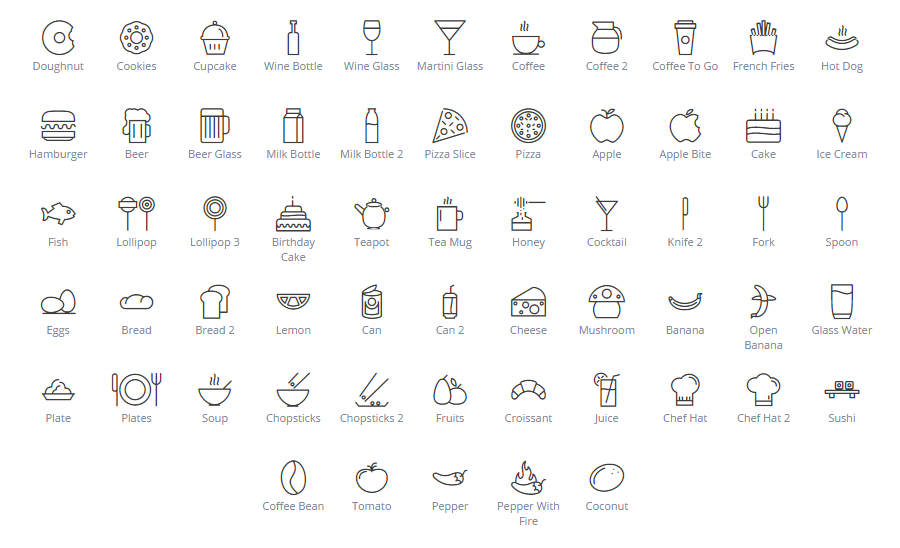 Doughnut Cookies Cupcake Wine Bottle Wine Glass Martini Glass Coffee Coffee 2 Coffee To Go French Fries Hot Dog
Hamburger Beer Beer Glass Milk Bottle Milk Bottle 2 Pizza Slice Pizza Apple Apple Bite Cake Ice Cream
Fish Lollipop Lollipop 3 Birthday Teapot Tea Mug Honey Cocktail Knife 2 Fork Spoon
Cake
Eggs Bread Bread 2 Lemon Can Can 2 Cheese Mushroom Banana Open Glass Water
Banana
Plate Plates Soup Chopsticks Chopsticks 2 Fruits Croissant Juice Chef Hat Chef Hat 2 Sushi
Coffee Bean Tomato Pepper Pepper With Coconut
Fire